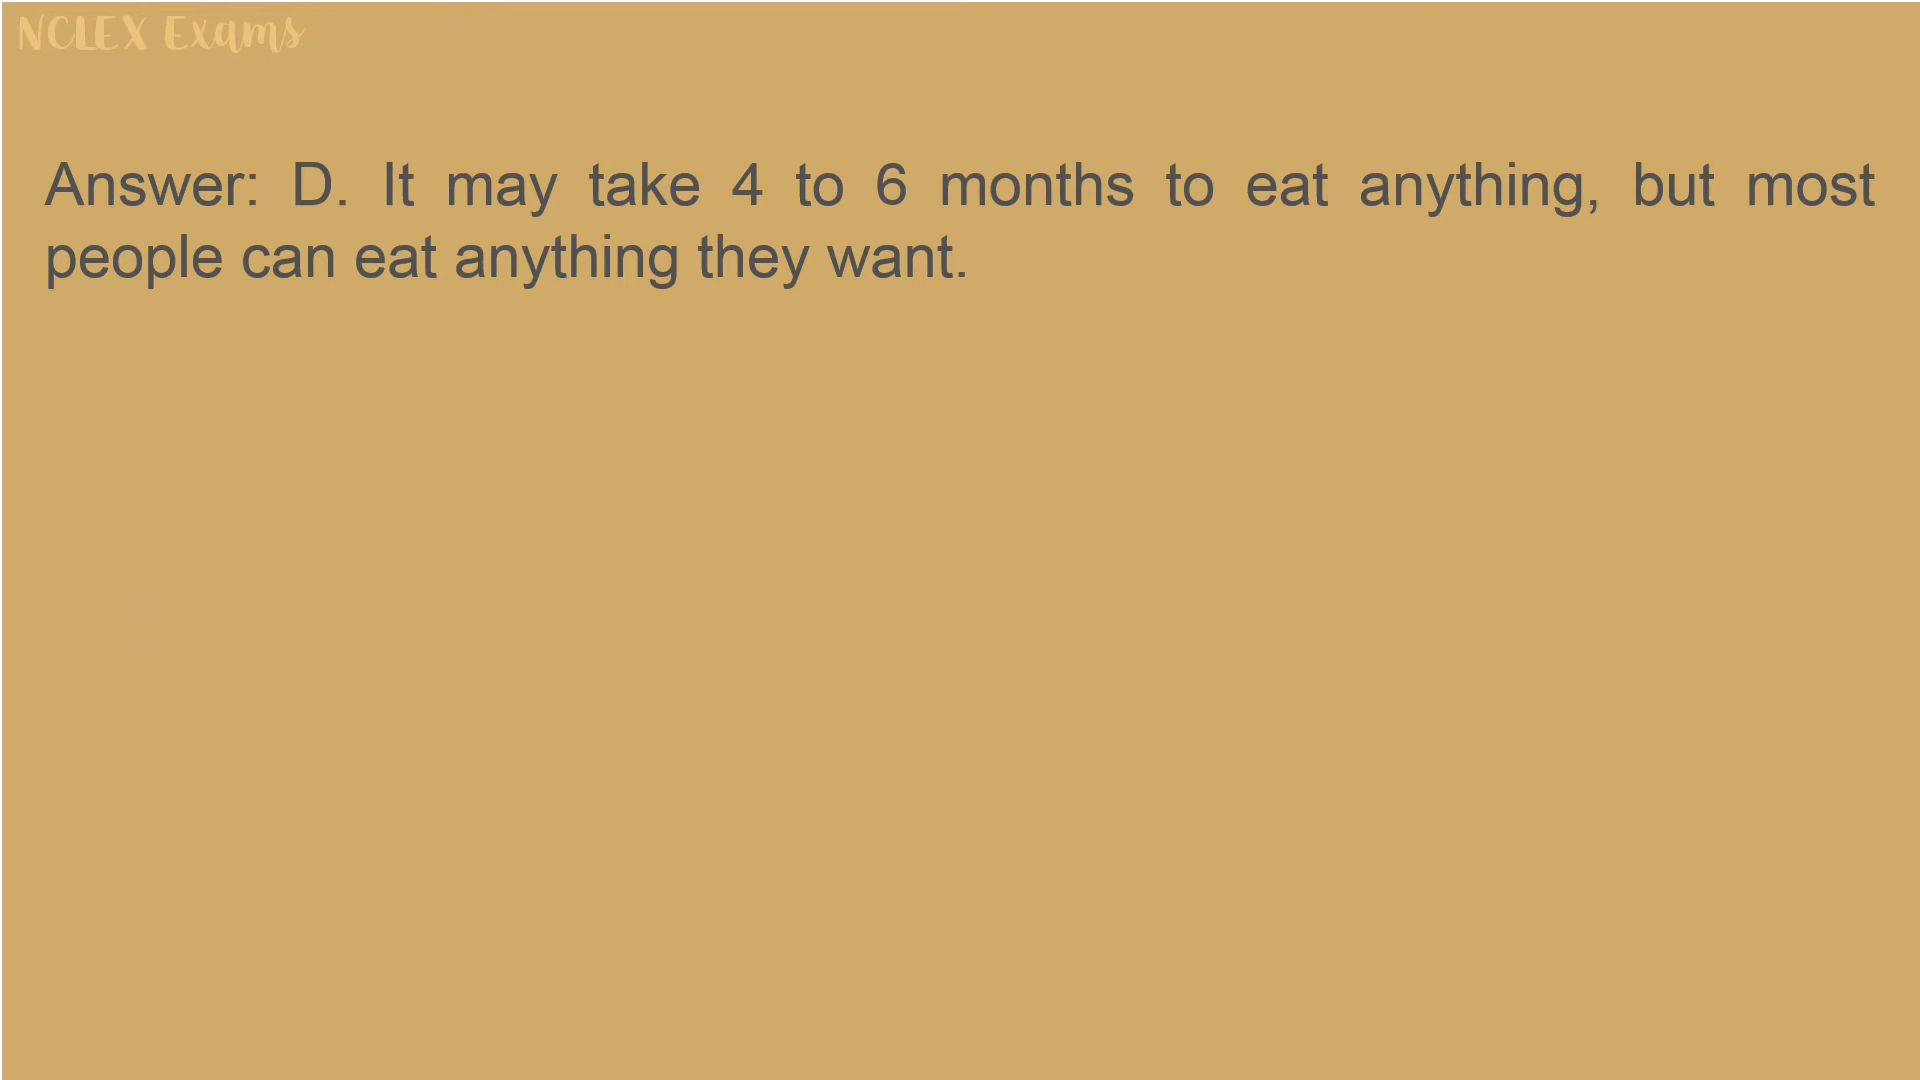 NCLEX Exams
Answer: D. It may take 4 to 6 months to eat anything, but most
people can eat anything they want.